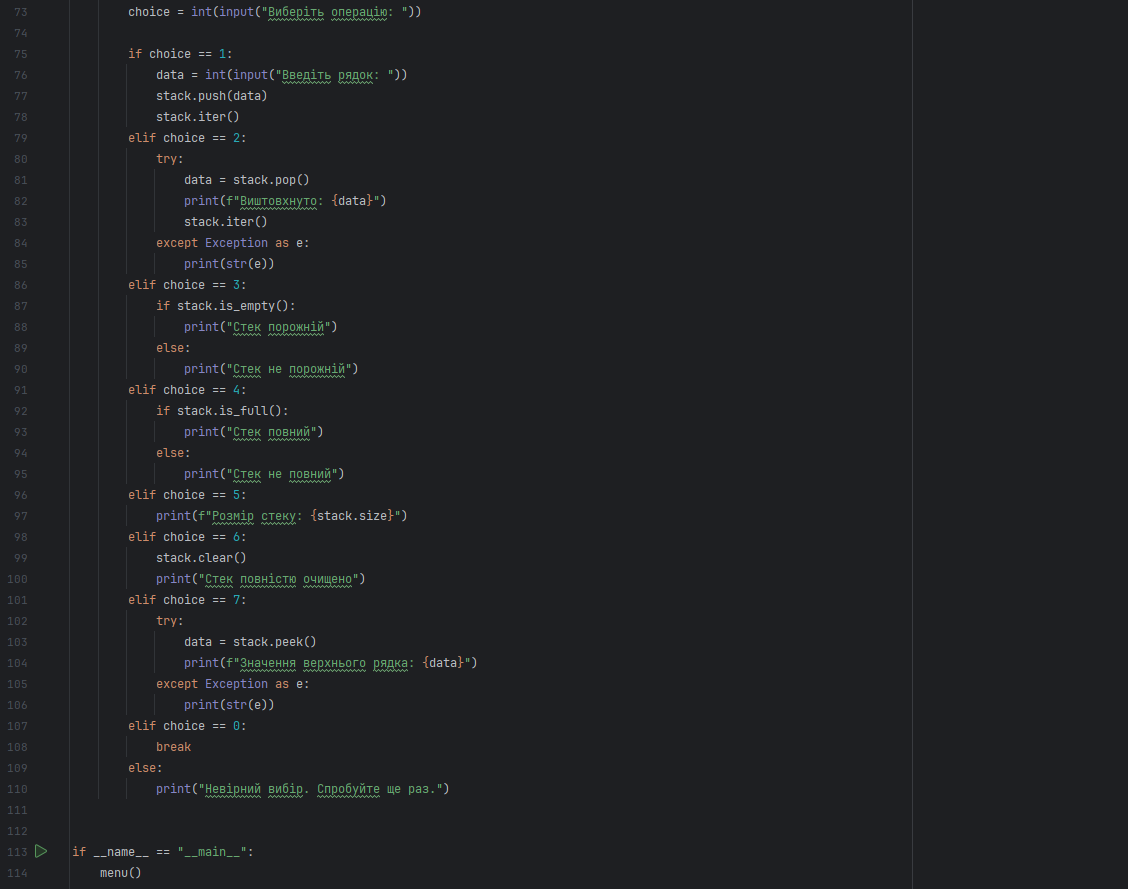 73 choice = int(input("Виберіть операцію: "))
74
75 if choice == 1:
76 data = int(input("Введіть рядок: "))
77 stack.push(data)
78 stack.iter()
79 elif choice == 2:
80 try:
81 data = stack.pop()
82 print(f"Виштовхнуто: {data}")
83 stack.iter()
84 except Exception as e:
85 print(str(e))
86 elif choice == 3:
87 if stack.is_empty():
88 print("Стек порожній")
89 else:
90 print("Стек не порожній")
91 elif choice == 4:
92 if stack.is_full():
93 print("Стек повний")
94 else:
95 print("Стек не повний")
96 elif choice == 5:
97 print(f"Розмір стеку: {stack.size}")
98 elif choice == 6:
99 stack.clear()
100 print("Стек повністю очищено")
101 elif choice == 7:
102 try:
103 data = stack.peek()
104 print(f"Значення верхнього рядка: {data}")
105 except Exception as e:
106 print(str(e))
107 elif choice == 0:
108 break
109 else:
110 print("Невірний вибір. Спробуйте ще раз.")
111
112
113 if __name__ == "__main__":
114 menu()